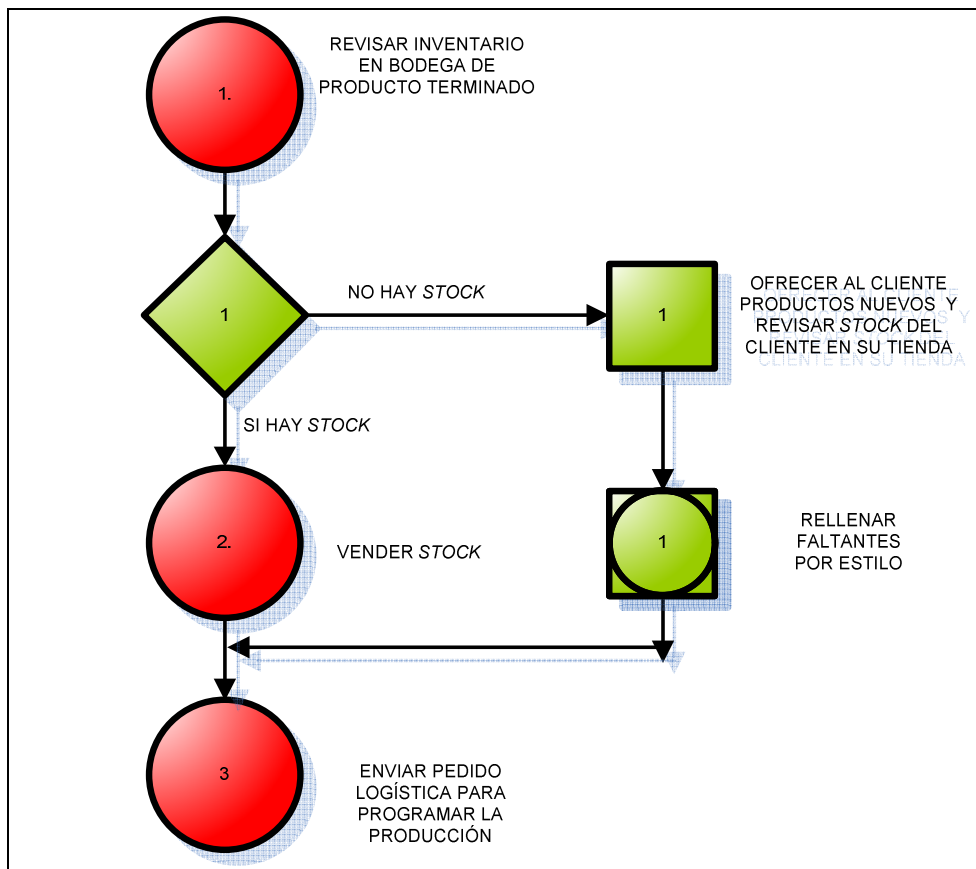 REVISAR INVENTARIO
EN BODEGA DE
PRODUCTO TERMINADO
1.
1
NO HAY STOCK
1
OFRECER AL CLIENTE
PRODUCTOS NUEVOS Y
REVISAR STOCK DEL
CLIENTE EN SU TIENDA
SI HAY STOCK
2.
VENDER STOCK
1
RELLENAR
FALTANTES
POR ESTILO
3
ENVIAR PEDIDO
LOGÍSTICA PARA
PROGRAMAR LA
PRODUCCIÓN